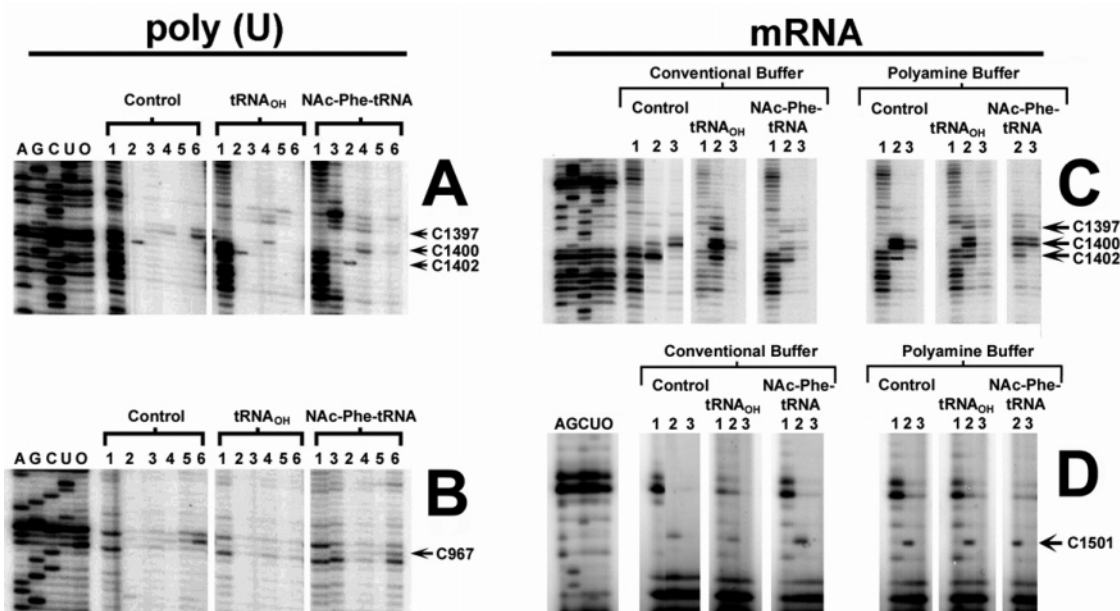 poly (U)
Control tRNAOH NAc-Phe-tRNA
A G C U O 1 2 3 4 5 6 1 2 3 4 5 6 1 3 2 4 5 6
A
C1397
C1400
C1402
Control tRNAOH NAc-Phe-tRNA
A G C U O 1 2 3 4 5 6 1 2 3 4 5 6 1 3 2 4 5 6
B
C967
mRNA
Conventional Buffer Polyamine Buffer
Control NAc-Phe- Control NAc-Phe-
tRNAOH tRNA tRNAOH tRNA
1 2 3 1 2 3 1 2 3 1 2 3 1 2 3 2 3
C
C1397
C1400
C1402
Conventional Buffer Polyamine Buffer
Control NAc-Phe- Control NAc-Phe-
tRNAOH tRNA tRNAOH tRNA
AGCUO 1 2 3 1 2 3 1 2 3 1 2 3 1 2 3 2 3
D
C1501